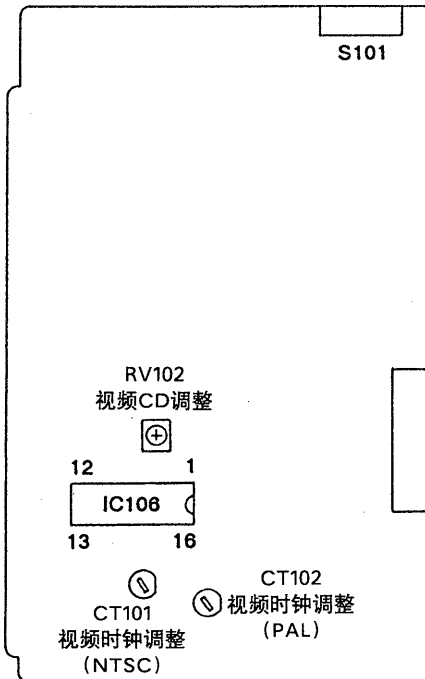 S101
RV102
视频CD调整
12 1
IC106
13 16
CT101
视频时钟调整
(NTSC)
CT102
视频时钟调整
(PAL)